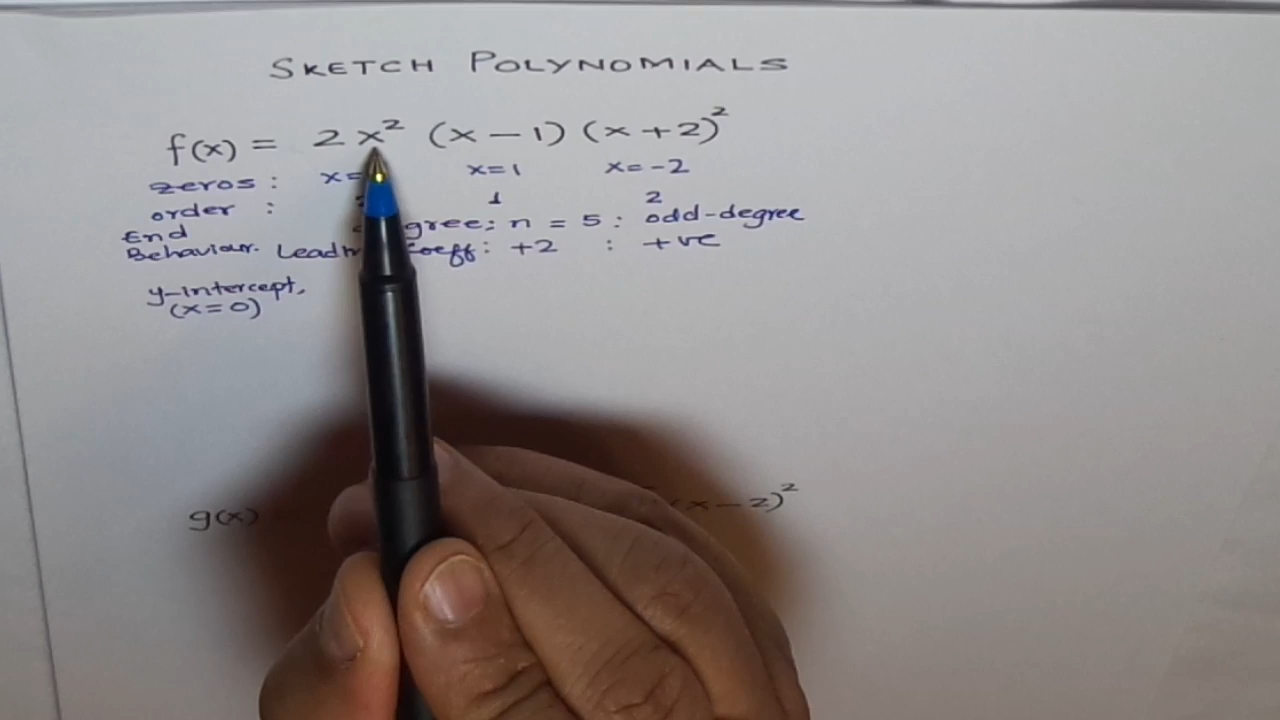 SKETCH POLYNOMIALS
f(x) = 2x² (x-1) (x+2)²
zeros : x= x=1 x=-2
order : 1 2
End n = 5 : odd-degree
Behaviour. Coeff: +2 : +ve
y-intercept,
(x=0)
g(x) (x-2)²